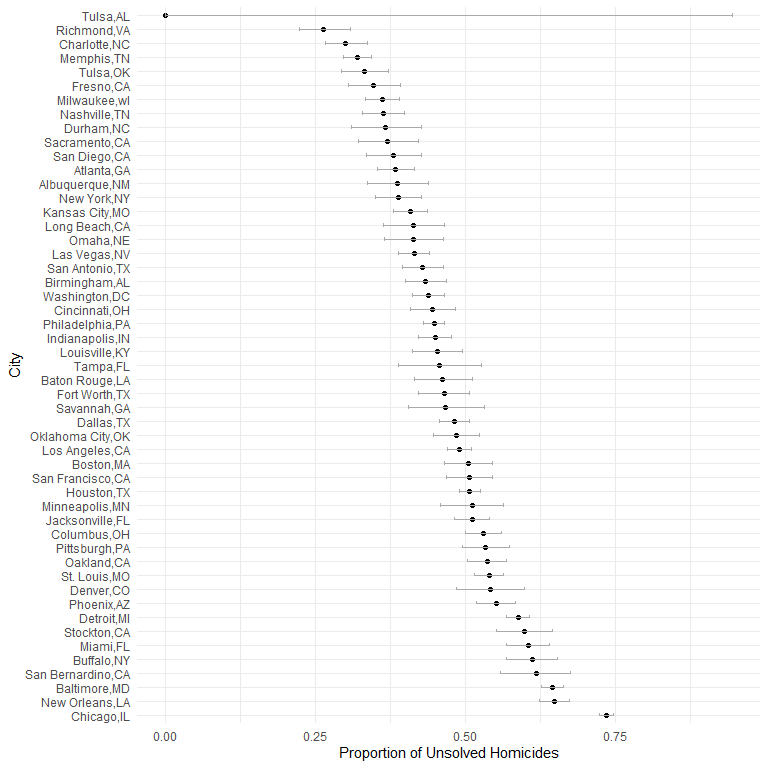 Tulsa,AL
Richmond,VA
Charlotte,NC
Memphis,TN
Tulsa,OK
Fresno,CA
Milwaukee,wI
Nashville,TN
Durham,NC
Sacramento,CA
San Diego,CA
Atlanta,GA
Albuquerque,NM
New York,NY
Kansas City,MO
Long Beach,CA
Omaha,NE
Las Vegas,NV
San Antonio,TX
Birmingham,AL
Washington,DC
Cincinnati,OH
Philadelphia,PA
Indianapolis,IN
Louisville,KY
Tampa,FL
Baton Rouge,LA
Fort Worth,TX
Savannah,GA
Dallas,TX
Oklahoma City,OK
Los Angeles,CA
Boston,MA
San Francisco,CA
Houston,TX
Minneapolis,MN
Jacksonville,FL
Columbus,OH
Pittsburgh,PA
Oakland,CA
St. Louis,MO
Denver,CO
Phoenix,AZ
Detroit,MI
Stockton,CA
Miami,FL
Buffalo,NY
San Bernardino,CA
Baltimore,MD
New Orleans,LA
Chicago,IL
City
0.00 0.25 0.50 0.75
Proportion of Unsolved Homicides